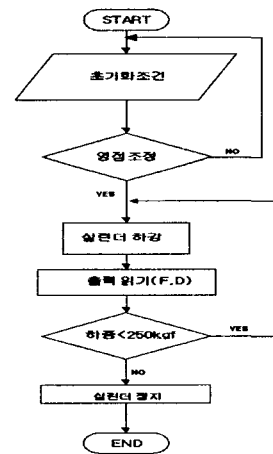 START
초기화조건
영점조정
NO
YES
실린더 하강
출력 읽기(F,D)
하중<250kgf
YES
NO
실린더 정지
END